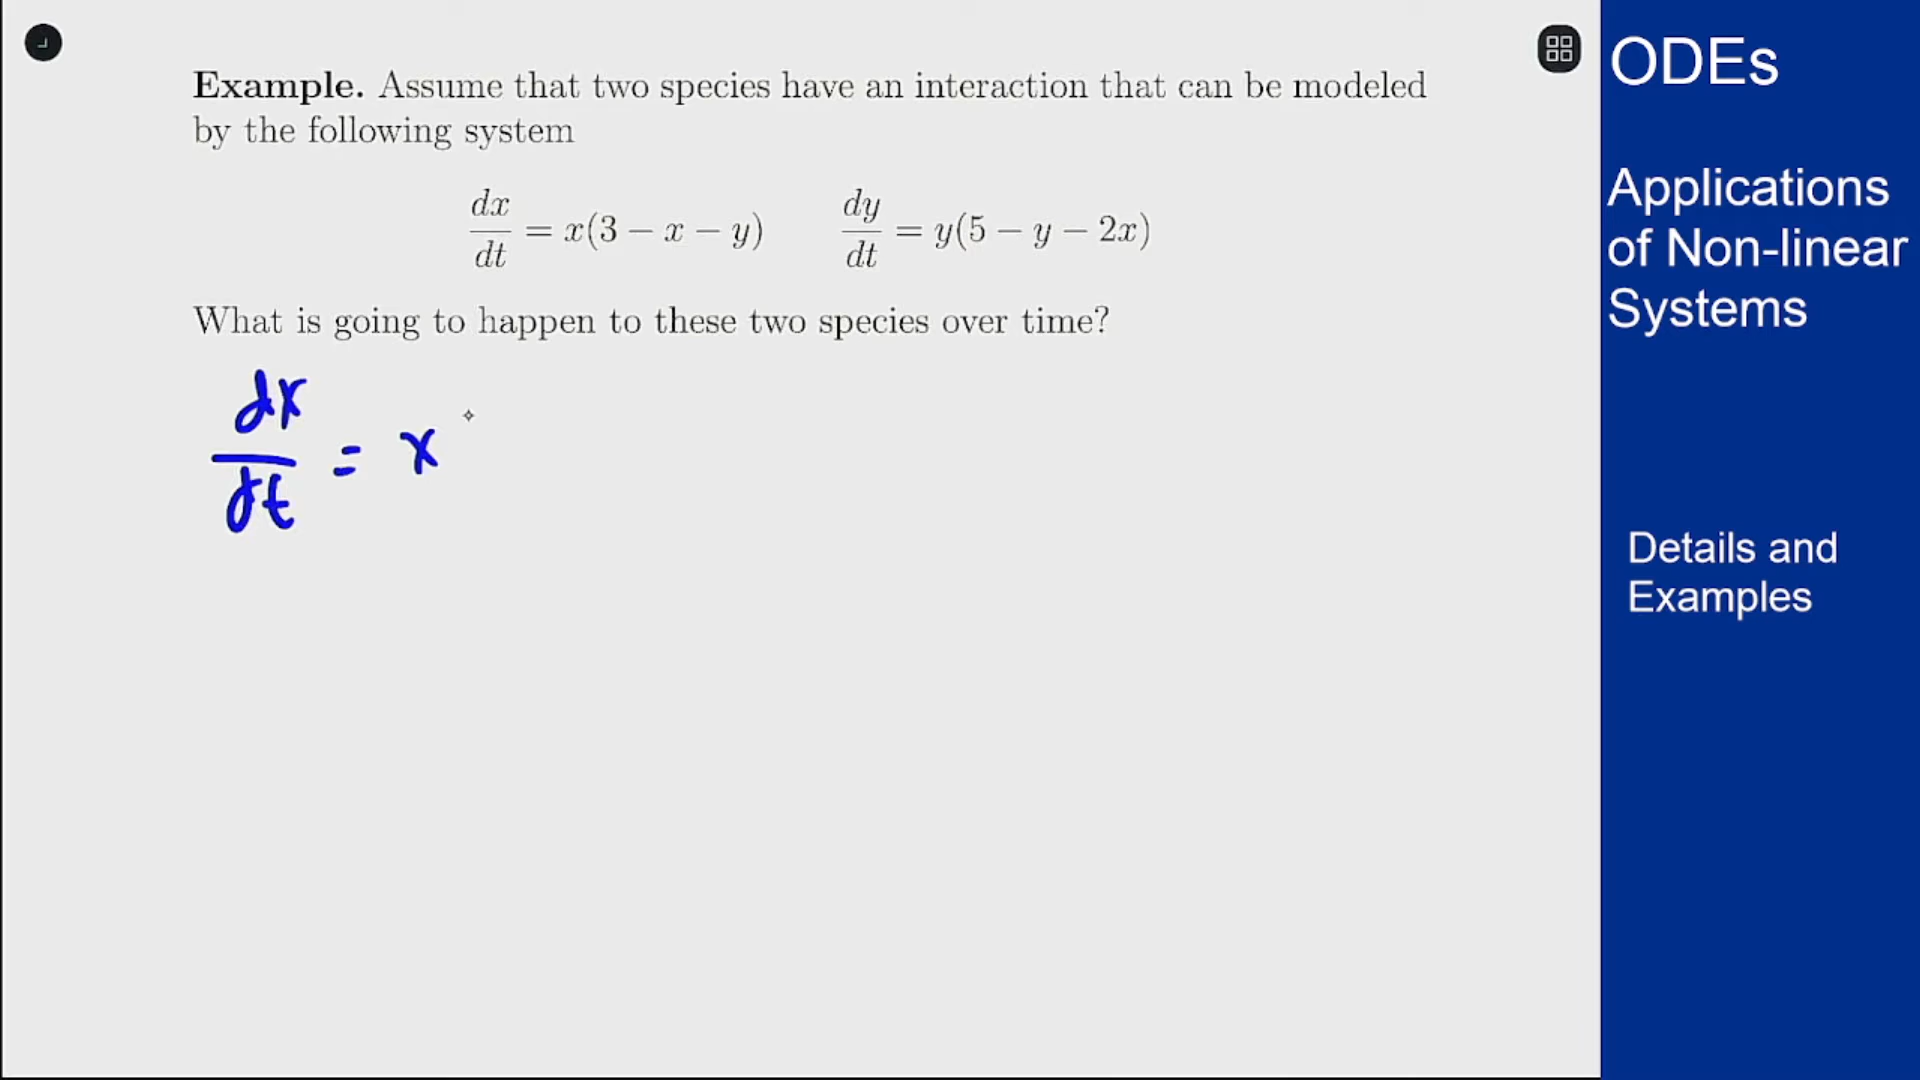 Example. Assume that two species have an interaction that can be modeled
by the following system
dx/dt = x(3 − x − y)    dy/dt = y(5 − y − 2x)
What is going to happen to these two species over time?
dx/dt = x
ODEs
Applications
of Non-linear
Systems
Details and
Examples